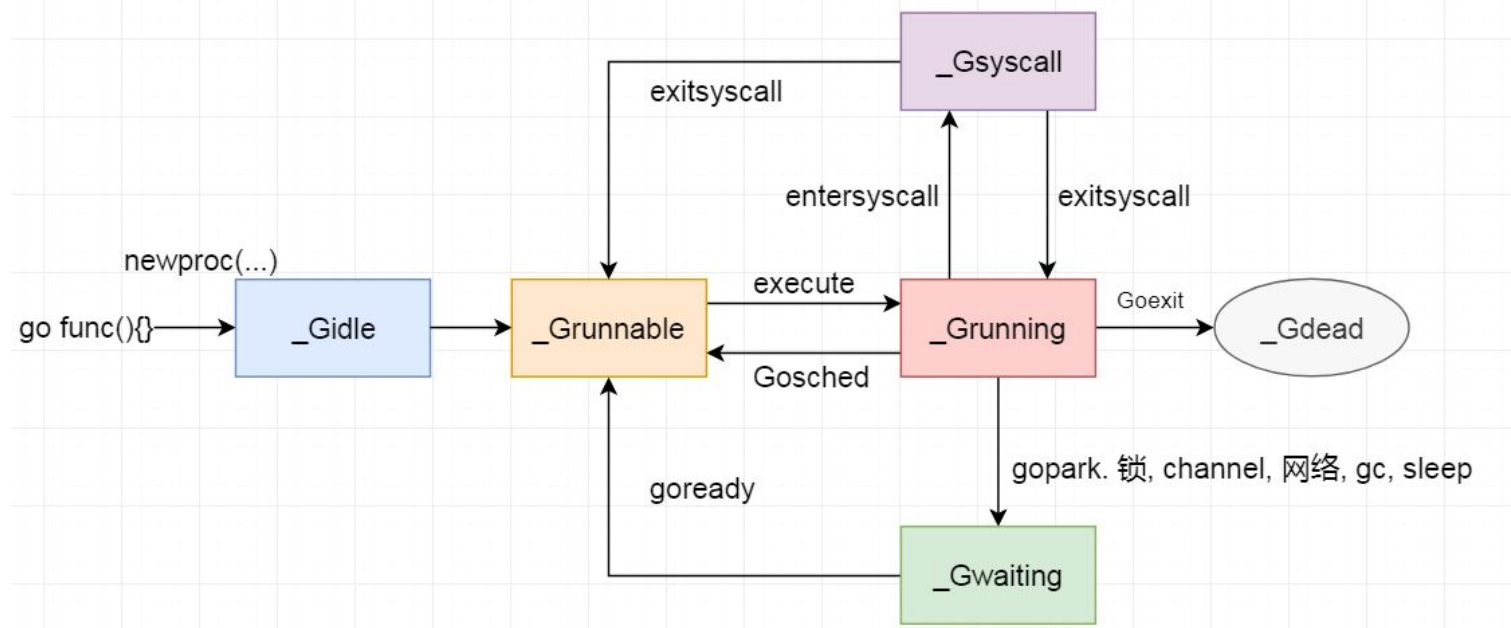 _Gsyscall
exitsyscall
entersyscall
exitsyscall
newproc(...)
go func(){}
_Gidle
_Grunnable
execute
Gosched
_Grunning
Goexit
_Gdead
goready
gopark. 锁, channel, 网络, gc, sleep
_Gwaiting